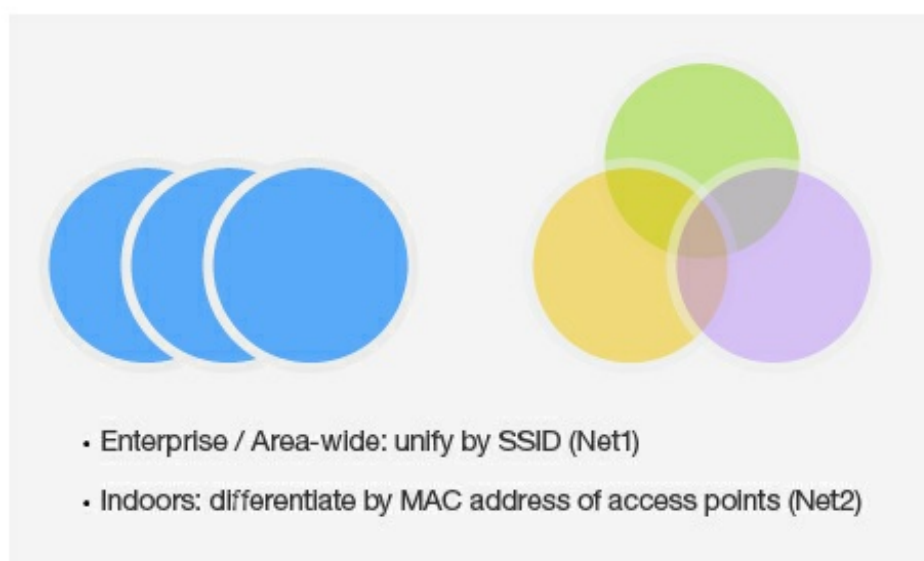 • Enterprise / Area-wide: unify by SSID (Net1)
• Indoors: differentiate by MAC address of access points (Net2)